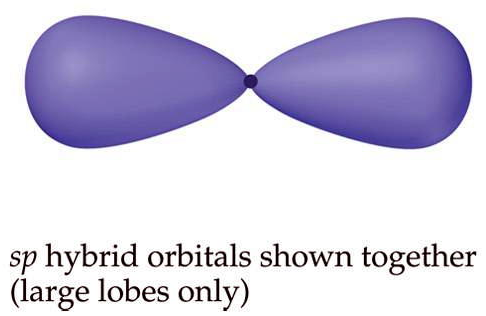 sp hybrid orbitals shown together
(large lobes only)